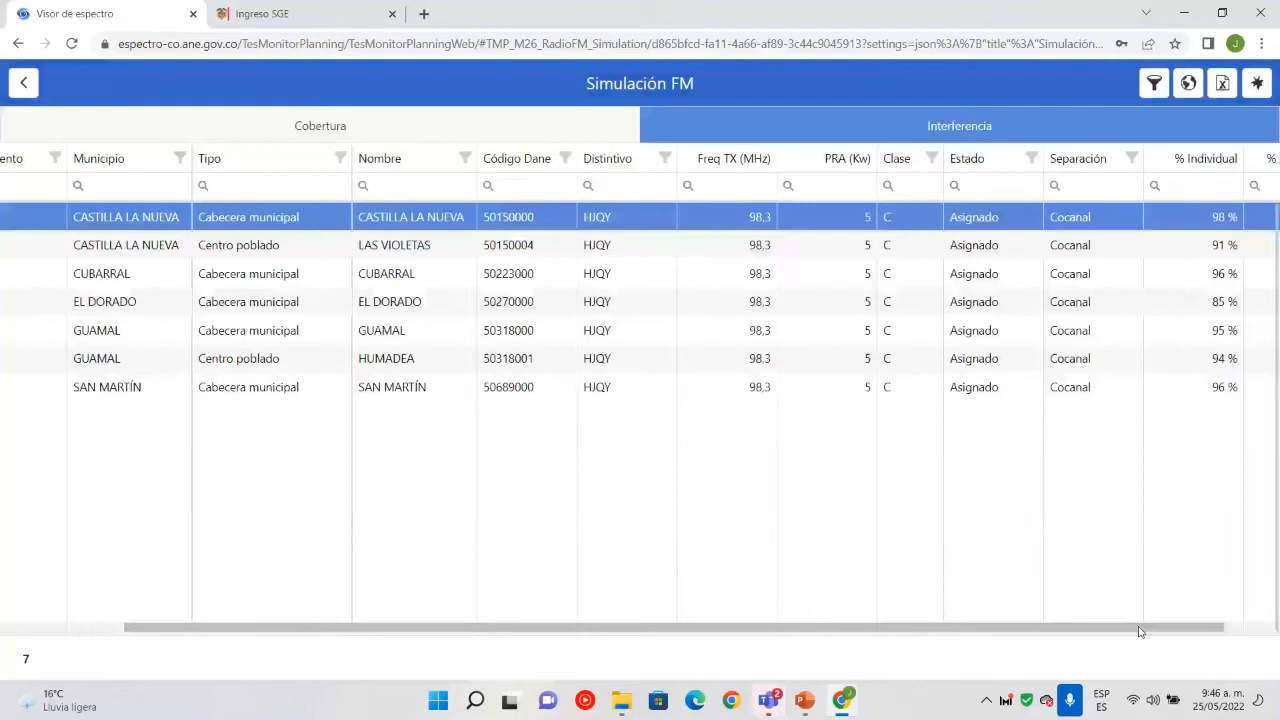 Visor de espectro
Ingreso SGE
espectro-co.ane.gov.co/TesMonitorPlanning/TesMonitorPlanningWeb/#TMP_M26_RadioFM_Simulation/d865bfcd-fa11-4a66-af89-3c44c9045913?settings=json%3A%7B"title"%3A"Simulación...
J
Simulación FM
Cobertura
Interferencia
ento Municipio Tipo Nombre Código Dane Distintivo Freq TX (MHz) PRA (Kw) Clase Estado Separación % Individual %
CASTILLA LA NUEVA Cabecera municipal CASTILLA LA NUEVA 50150000 HJQY 98,3 5 C Asignado Cocanal 98 %
CASTILLA LA NUEVA Centro poblado LAS VIOLETAS 50150004 HJQY 98,3 5 C Asignado Cocanal 91 %
CUBARRAL Cabecera municipal CUBARRAL 50223000 HJQY 98,3 5 C Asignado Cocanal 96 %
EL DORADO Cabecera municipal EL DORADO 50270000 HJQY 98,3 5 C Asignado Cocanal 85 %
GUAMAL Cabecera municipal GUAMAL 50318000 HJQY 98,3 5 C Asignado Cocanal 95 %
GUAMAL Centro poblado HUMADEA 50318001 HJQY 98,3 5 C Asignado Cocanal 94 %
SAN MARTÍN Cabecera municipal SAN MARTÍN 50689000 HJQY 98,3 5 C Asignado Cocanal 96 %
7
16°C
Lluvia ligera
2
J
ESP
ES
9:46 a. m.
25/05/2022